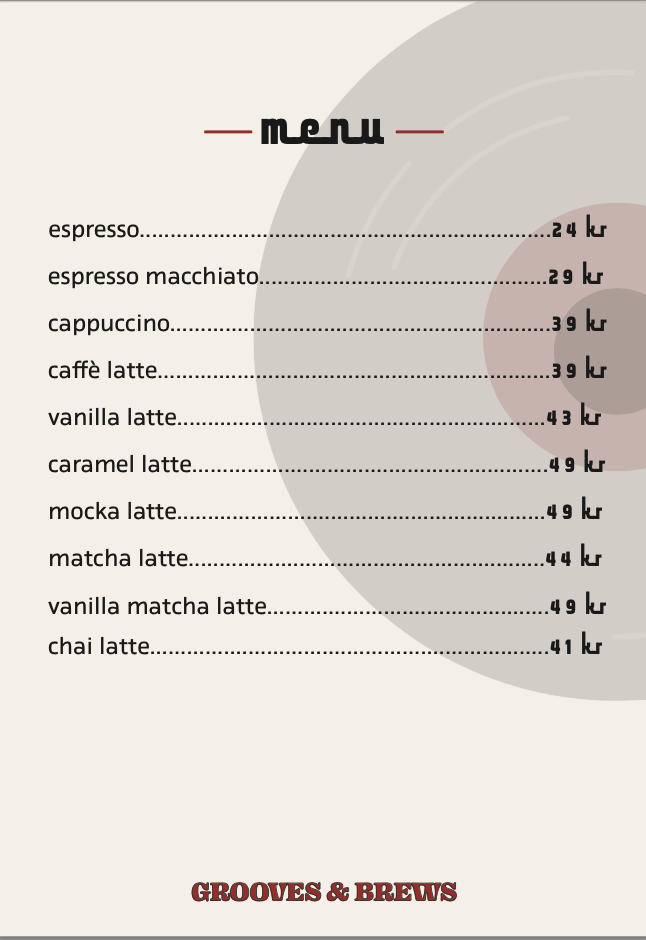 menu
espresso..........................................................................24 kr
espresso macchiato....................................................29 kr
cappuccino....................................................................39 kr
caffè latte.......................................................................39 kr
vanilla latte...................................................................43 kr
caramel latte.................................................................49 kr
mocka latte...................................................................49 kr
matcha latte.................................................................44 kr
vanilla matcha latte...................................................49 kr
chai latte........................................................................41 kr
GROOVES & BREWS